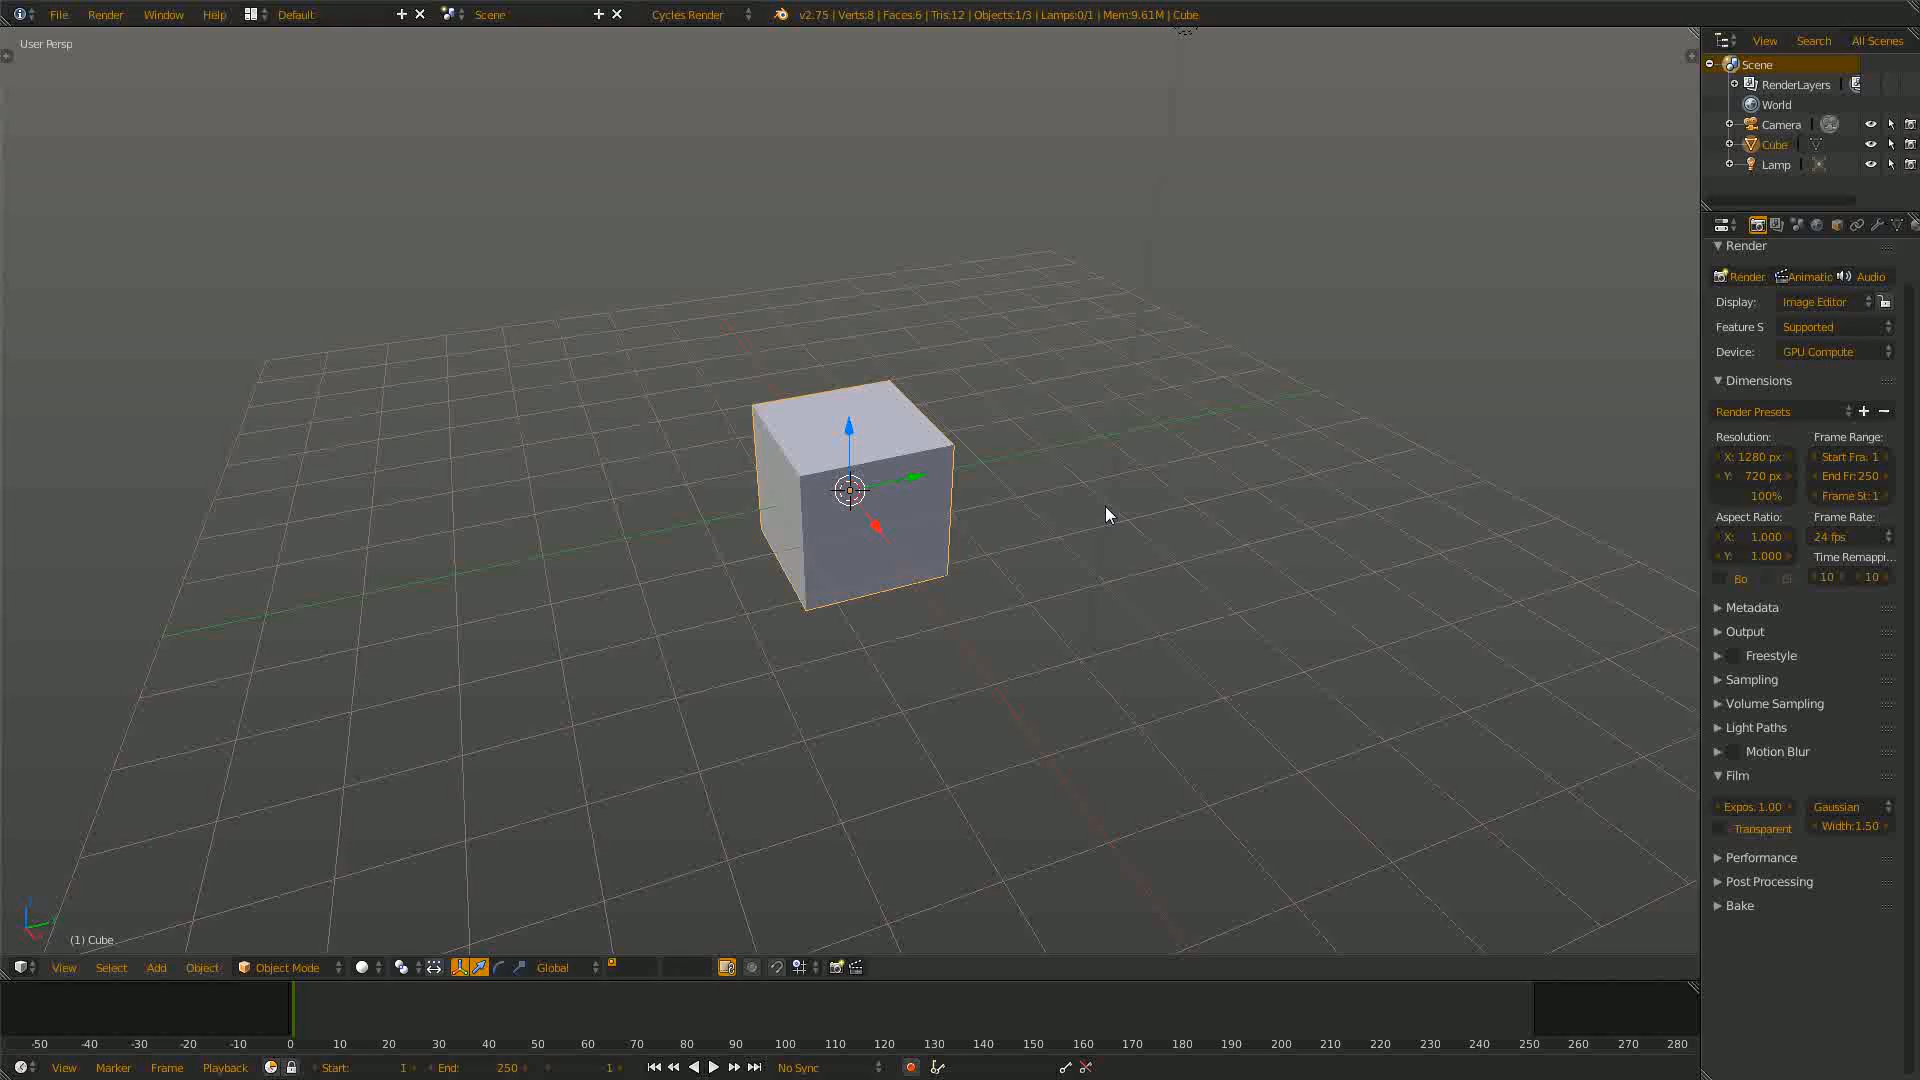 File Render Window Help Default Scene Cycles Render v2.75 | Verts:8 | Faces:6 | Tris:12 | Objects:1/3 | Lamps:0/1 | Mem:9.61M | Cube
User Persp
View Search All Scenes
Scene
RenderLayers
World
Camera
Cube
Lamp
Render
Render Animatic Audio
Display: Image Editor
Feature S Supported
Device: GPU Compute
Dimensions
Render Presets
Resolution: Frame Range:
X: 1280 px Start Fra: 1
Y: 720 px End Fr: 250
100% Frame St: 1
Aspect Ratio: Frame Rate:
X: 1.000 24 fps
Y: 1.000 Time Remappi...
Bo 10 10
Metadata
Output
Freestyle
Sampling
Volume Sampling
Light Paths
Motion Blur
Film
Expos: 1.00 Gaussian
Transparent Width:1.50
Performance
Post Processing
Bake
(1) Cube
View Select Add Object Object Mode Global
-50 -40 -30 -20 -10 0 10 20 30 40 50 60 70 80 90 100 110 120 130 140 150 160 170 180 190 200 210 220 230 240 250 260 270 280
View Marker Frame Playback Start: 1 End: 250 1 No Sync